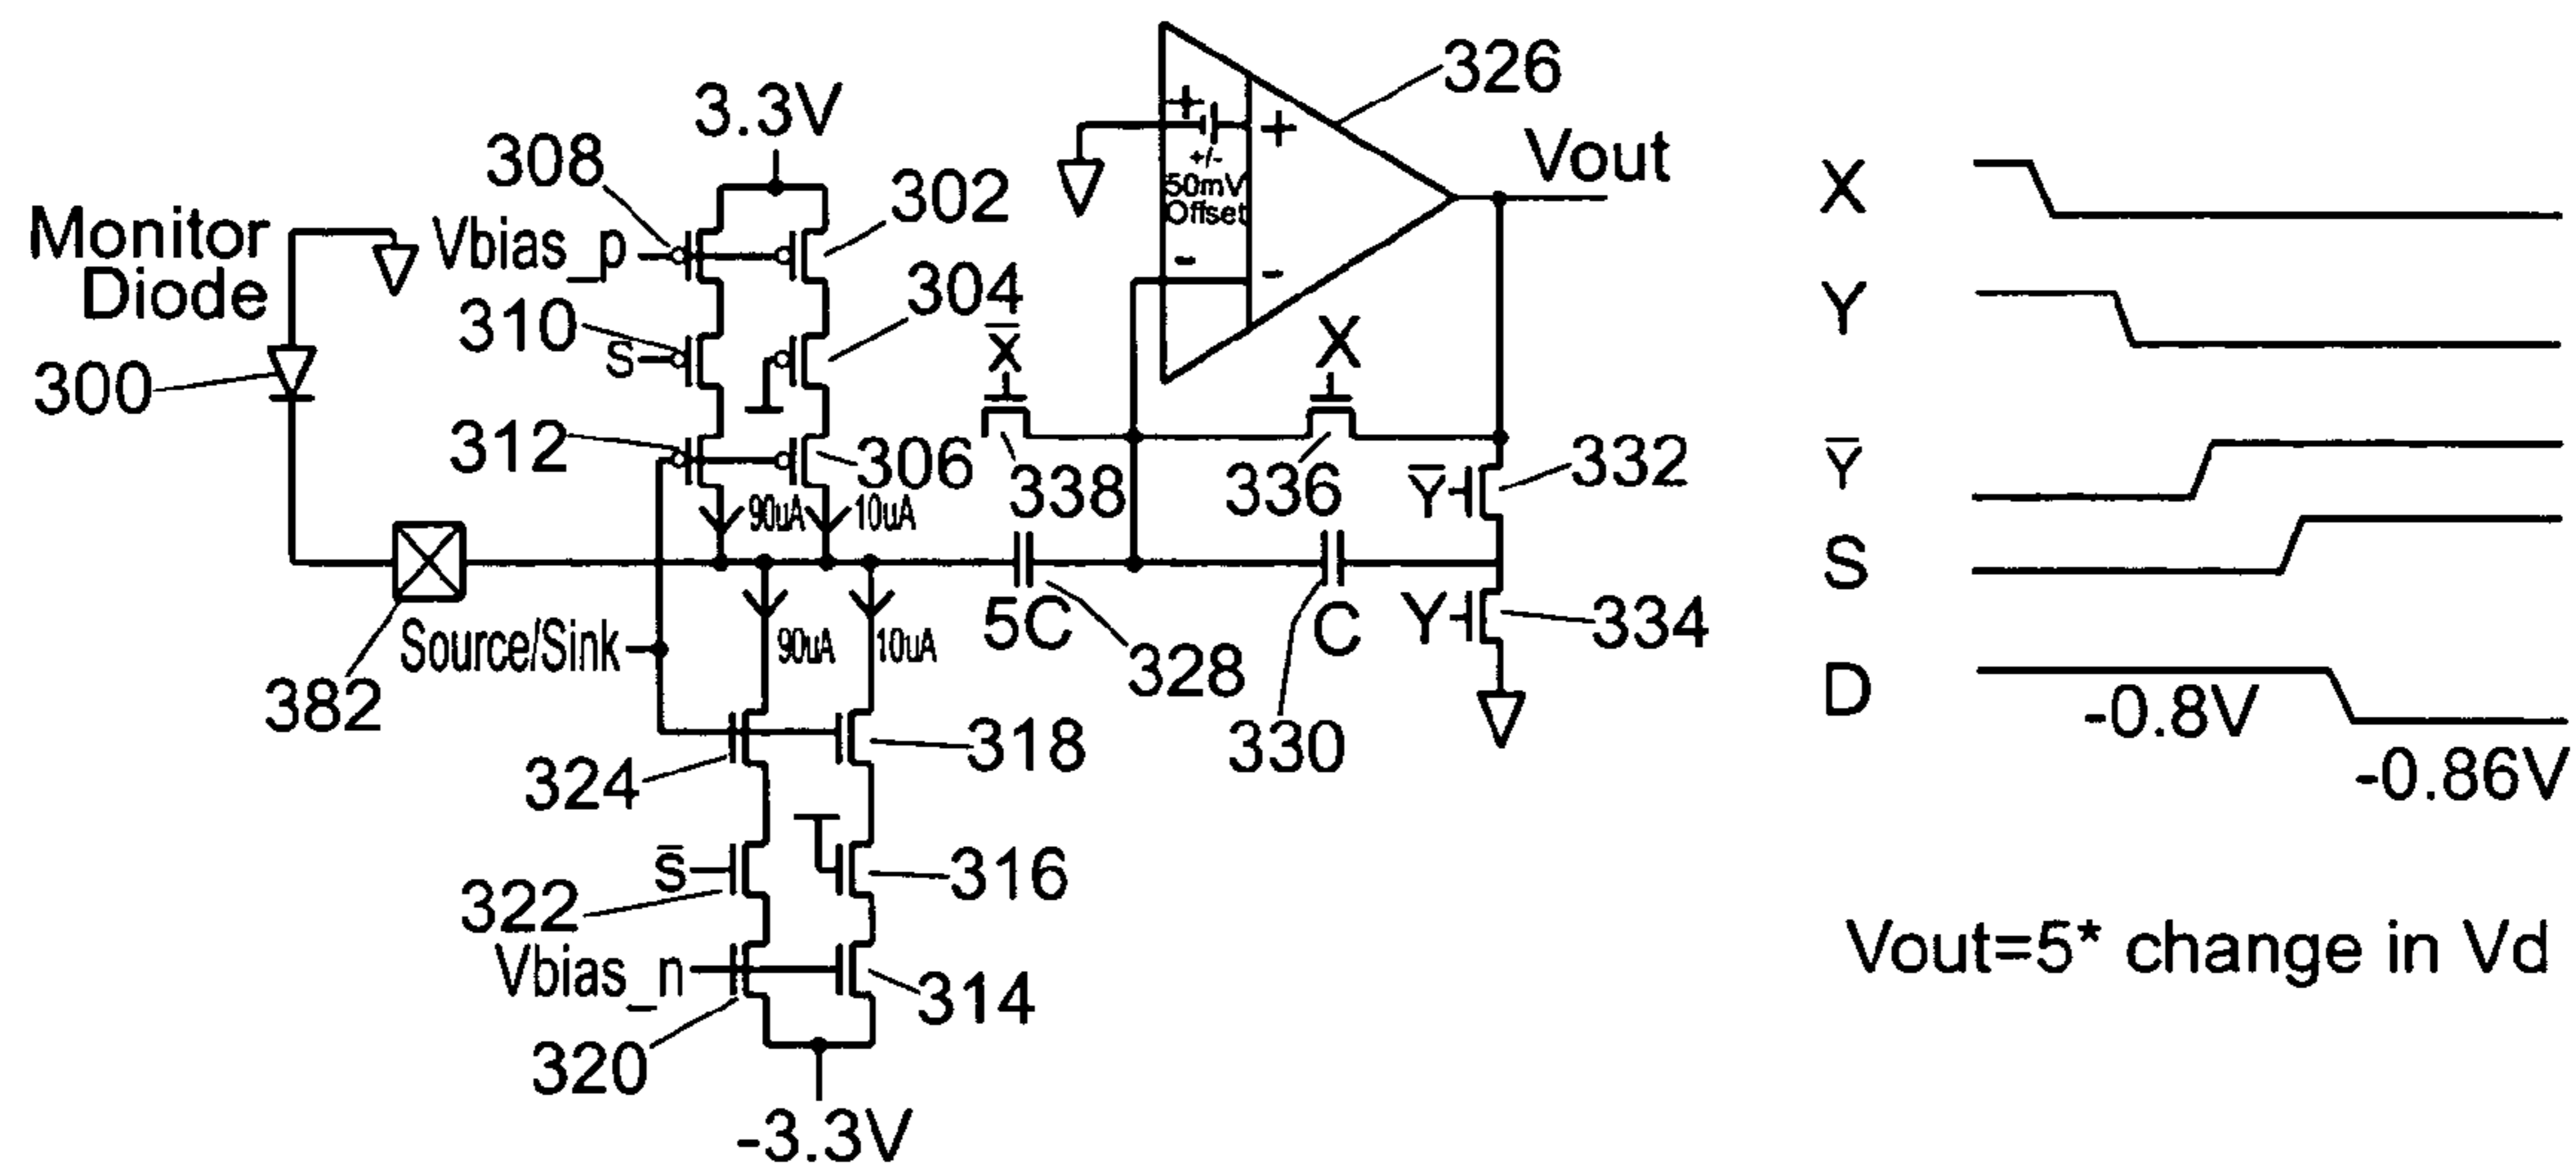 326
3.3V
308
302
Vout
+
+
+/-
50mV
Offset
-
-
Monitor
Diode
Vbias_p
X
304
310
S
X̅
X
Y
300
312
306
338
336
Y̅
332
Y̅
90uA
10uA
S
5C
C
Y
334
Source/Sink
90uA
10uA
328
382
330
D
-0.8V
-0.86V
324
318
S̅
316
322
Vbias_n
314
Vout=5* change in Vd
320
-3.3V